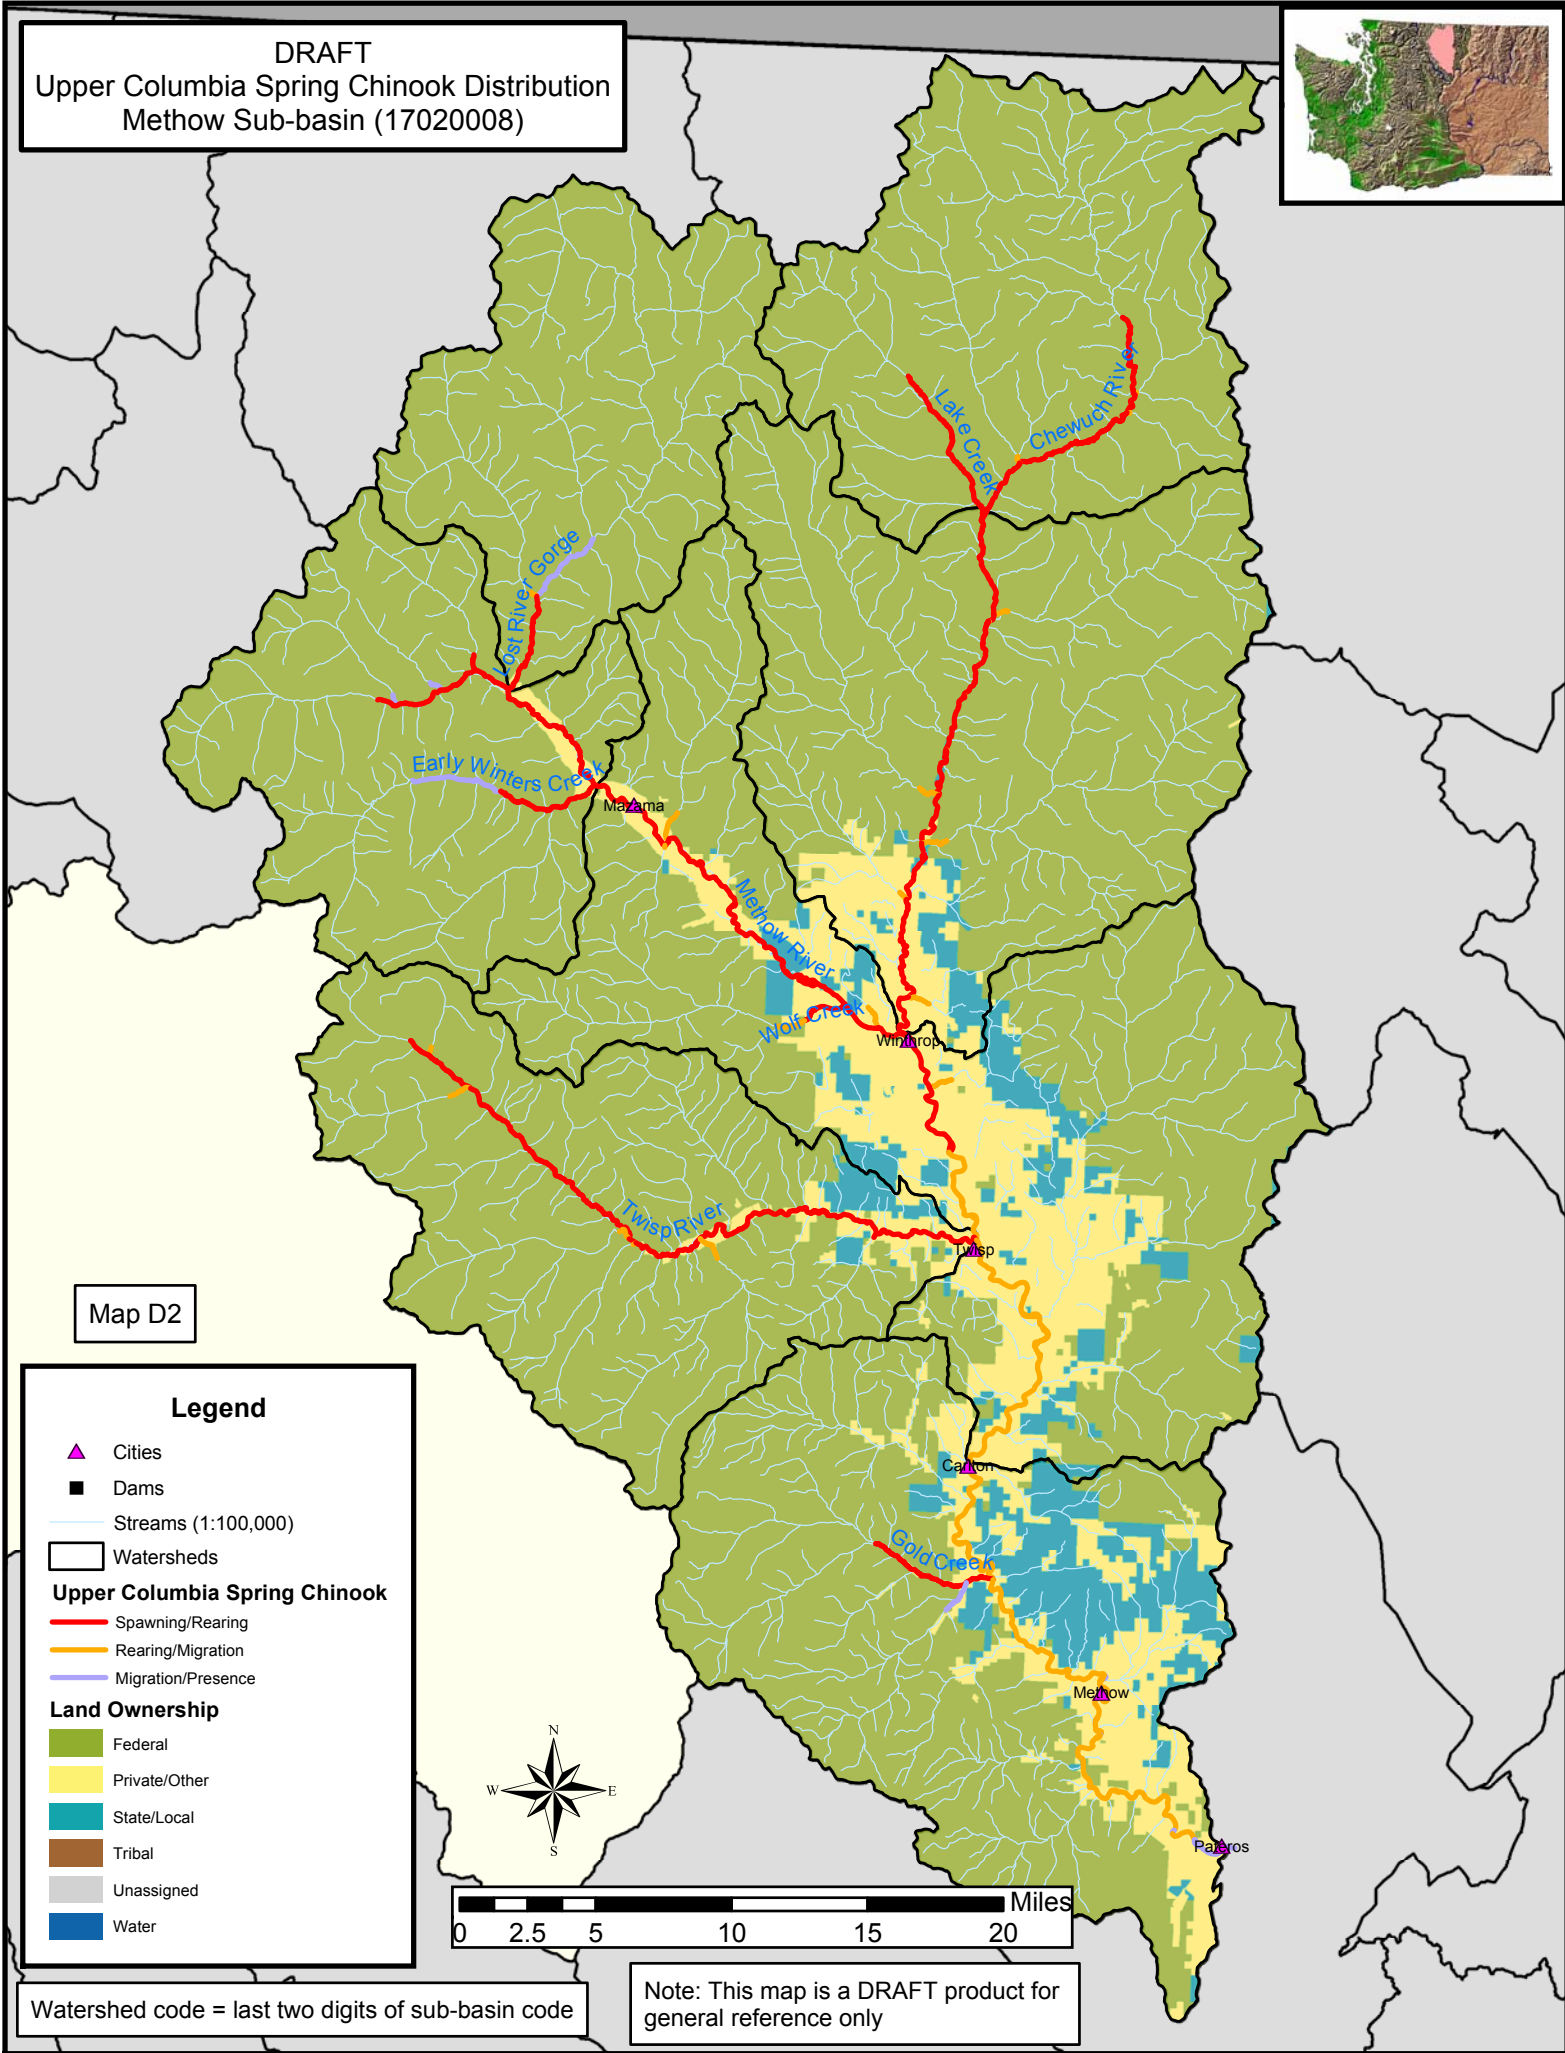 DRAFT
Upper Columbia Spring Chinook Distribution
Methow Sub-basin (17020008)
Lake Creek
Chewuch River
Lost River Gorge
Early Winters Creek
Mazama
Methow River
Wolf Creek
Winthrop
Twisp River
Twisp
Map D2
Carlton
Gold Creek
Methow
Pateros
Legend
Cities
Dams
Streams (1:100,000)
Watersheds
Upper Columbia Spring Chinook
Spawning/Rearing
Rearing/Migration
Migration/Presence
Land Ownership
Federal
Private/Other
State/Local
Tribal
Unassigned
Water
N
W
E
S
Miles
0 2.5 5 10 15 20
Watershed code = last two digits of sub-basin code
Note: This map is a DRAFT product for
general reference only